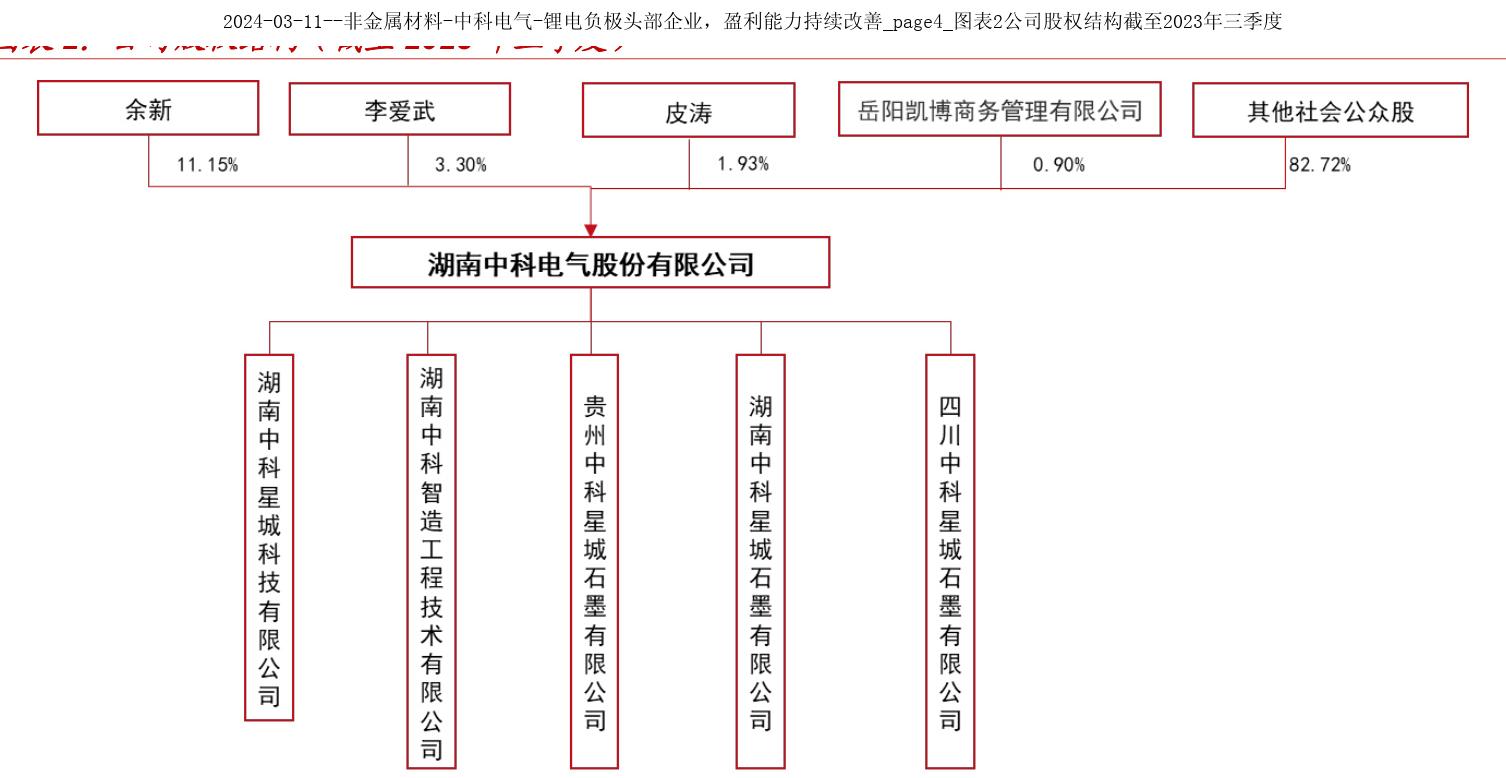 2024-03-11--非金属材料-中科电气-锂电负极头部企业，盈利能力持续改善_page4_图表2公司股权结构截至2023年三季度
余新
李爱武
皮涛
岳阳凯博商务管理有限公司
其他社会公众股
11.15%
3.30%
1.93%
0.90%
82.72%
湖南中科电气股份有限公司
湖南中科星城科技有限公司
湖南中科智造工程技术有限公司
贵州中科星城石墨有限公司
湖南中科星城石墨有限公司
四川中科星城石墨有限公司